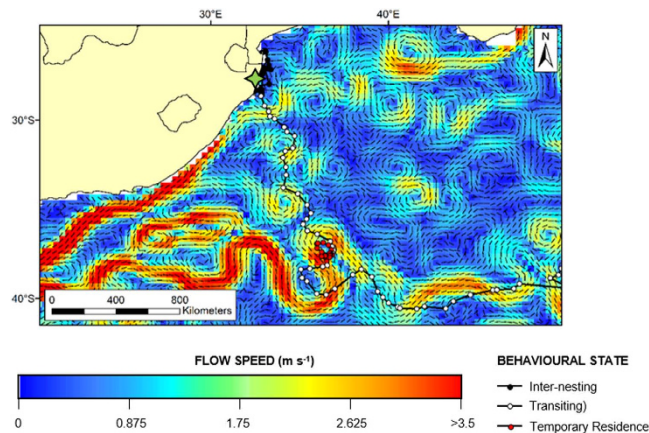 30°E 40°E
N
30°S
40°S
0 400 800
Kilometers
FLOW SPEED (m s-1)
0 0.875 1.75 2.625 >3.5
BEHAVIOURAL STATE
Inter-nesting
Transiting)
Temporary Residence